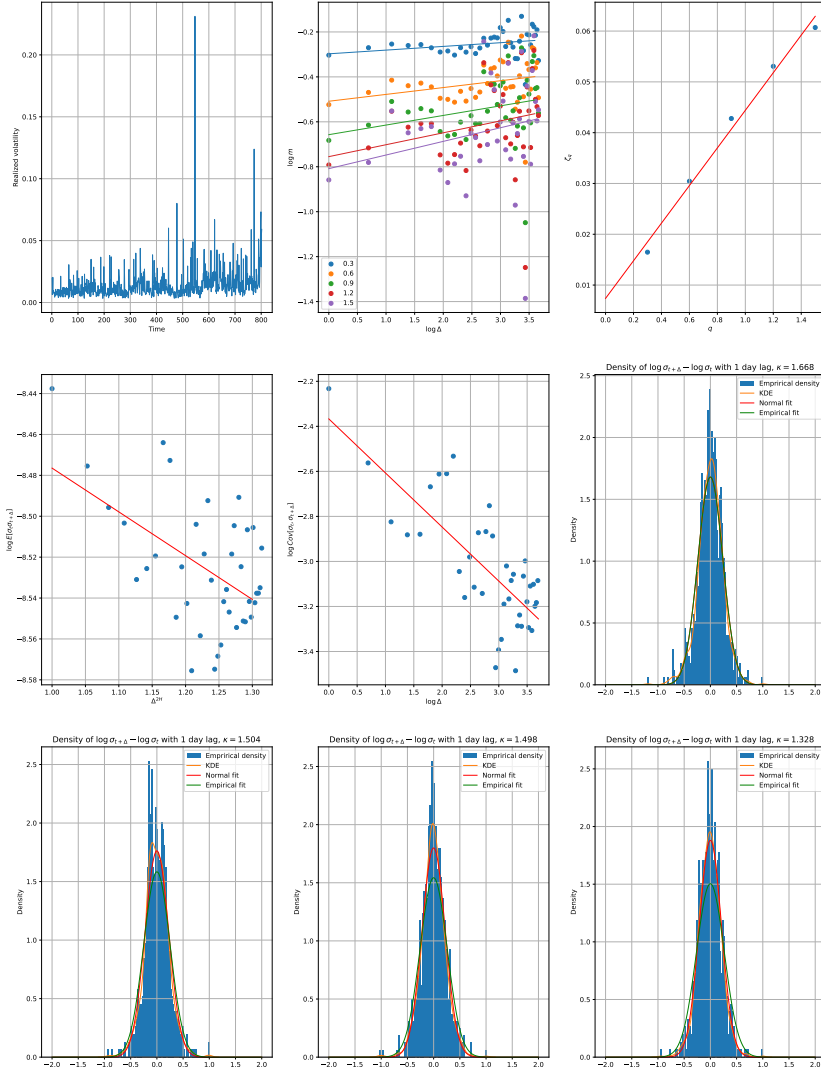 0.20
0.15
0.10
0.05
0.00
Realized volatility
0 100 200 300 400 500 600 700 800
Time
−0.2
−0.4
−0.6
−0.8
−1.0
−1.2
−1.4
log m
0.3
0.6
0.9
1.2
1.5
0.0 0.5 1.0 1.5 2.0 2.5 3.0 3.5
log Δ
0.06
0.05
0.04
0.03
0.02
0.01
ζq
0.0 0.2 0.4 0.6 0.8 1.0 1.2 1.4
q
−8.44
−8.46
−8.48
−8.50
−8.52
−8.54
−8.56
−8.58
log E[σtσt+Δ]
1.00 1.05 1.10 1.15 1.20 1.25 1.30
Δ²ᴴ
−2.2
−2.4
−2.6
−2.8
−3.0
−3.2
−3.4
log Cov[σt, σt+Δ]
0.0 0.5 1.0 1.5 2.0 2.5 3.0 3.5
log Δ
Density of log σt+Δ − log σt with 1 day lag, κ = 1.668
Emprirical density
KDE
Normal fit
Empirical fit
2.5
2.0
1.5
1.0
0.5
0.0
Density
−2.0 −1.5 −1.0 −0.5 0.0 0.5 1.0 1.5 2.0
Density of log σt+Δ − log σt with 1 day lag, κ = 1.504
Emprirical density
KDE
Normal fit
Empirical fit
2.5
2.0
1.5
1.0
0.5
0.0
Density
−2.0 −1.5 −1.0 −0.5 0.0 0.5 1.0 1.5 2.0
Density of log σt+Δ − log σt with 1 day lag, κ = 1.498
Emprirical density
KDE
Normal fit
Empirical fit
2.5
2.0
1.5
1.0
0.5
0.0
Density
−2.0 −1.5 −1.0 −0.5 0.0 0.5 1.0 1.5 2.0
Density of log σt+Δ − log σt with 1 day lag, κ = 1.328
Emprirical density
KDE
Normal fit
Empirical fit
2.5
2.0
1.5
1.0
0.5
0.0
Density
−2.0 −1.5 −1.0 −0.5 0.0 0.5 1.0 1.5 2.0